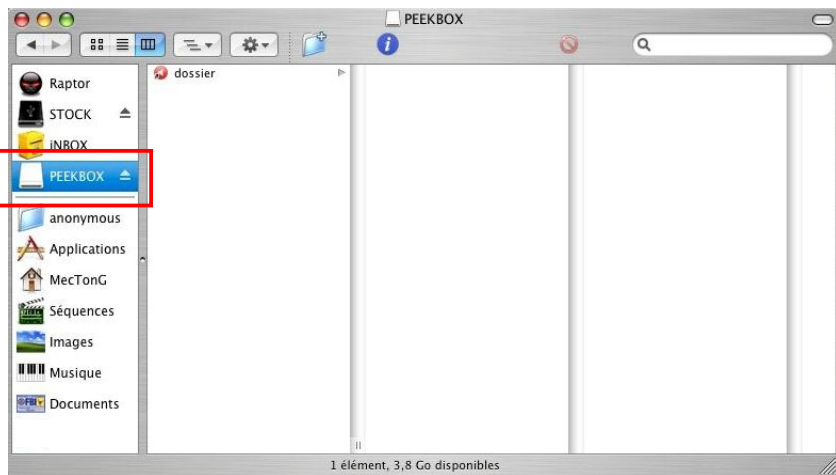 PEEKBOX
Raptor
STOCK
iNBOX
PEEKBOX
anonymous
Applications
MecTonG
Séquences
Images
Musique
Documents
dossier
1 élément, 3,8 Go disponibles